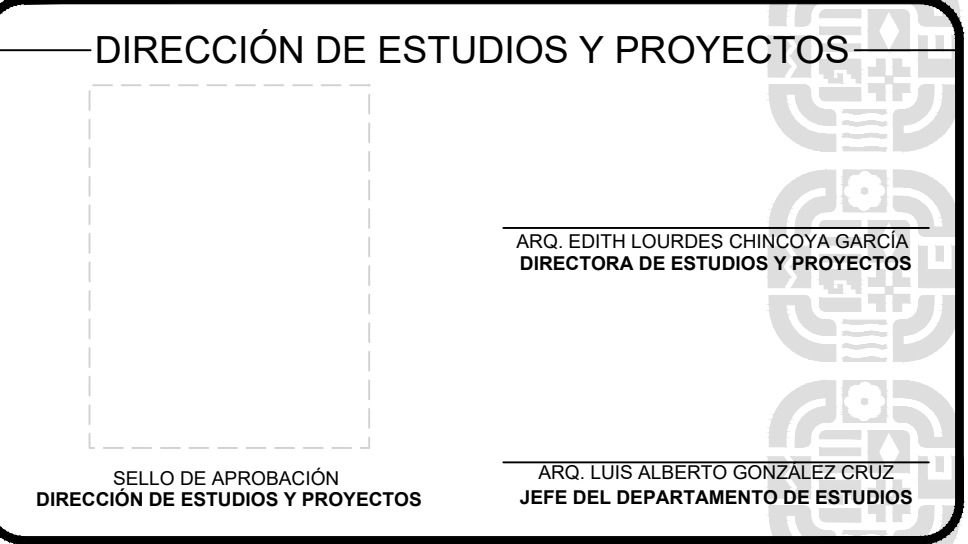 DIRECCIÓN DE ESTUDIOS Y PROYECTOS
ARQ. EDITH LOURDES CHINCOYA GARCÍA
DIRECTORA DE ESTUDIOS Y PROYECTOS
SELLO DE APROBACIÓN
DIRECCIÓN DE ESTUDIOS Y PROYECTOS
ARQ. LUIS ALBERTO GONZÁLEZ CRUZ
JEFE DEL DEPARTAMENTO DE ESTUDIOS